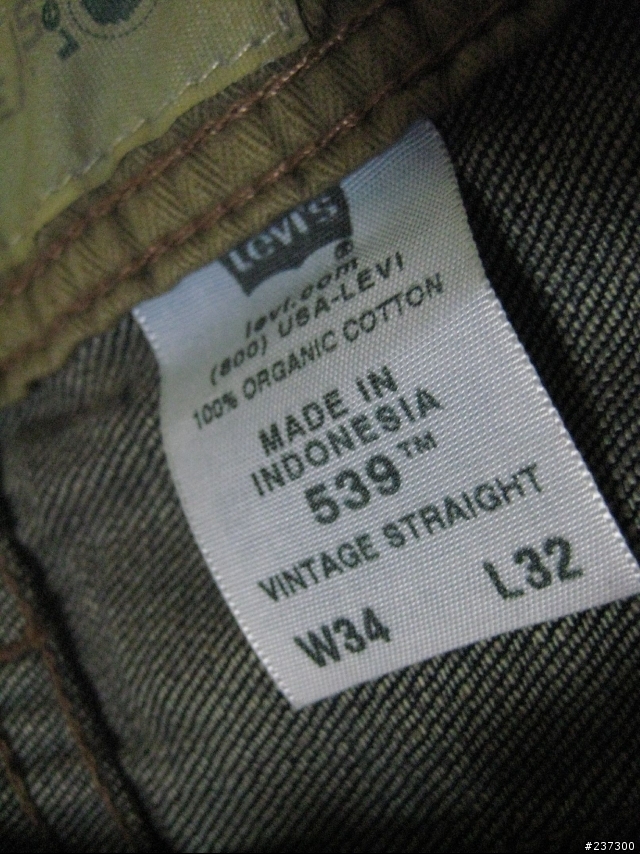 Levi's ®
levi.com
(800) USA-LEVI
100% ORGANIC COTTON
MADE IN
INDONESIA
539™
VINTAGE STRAIGHT
W34 L32
#237300